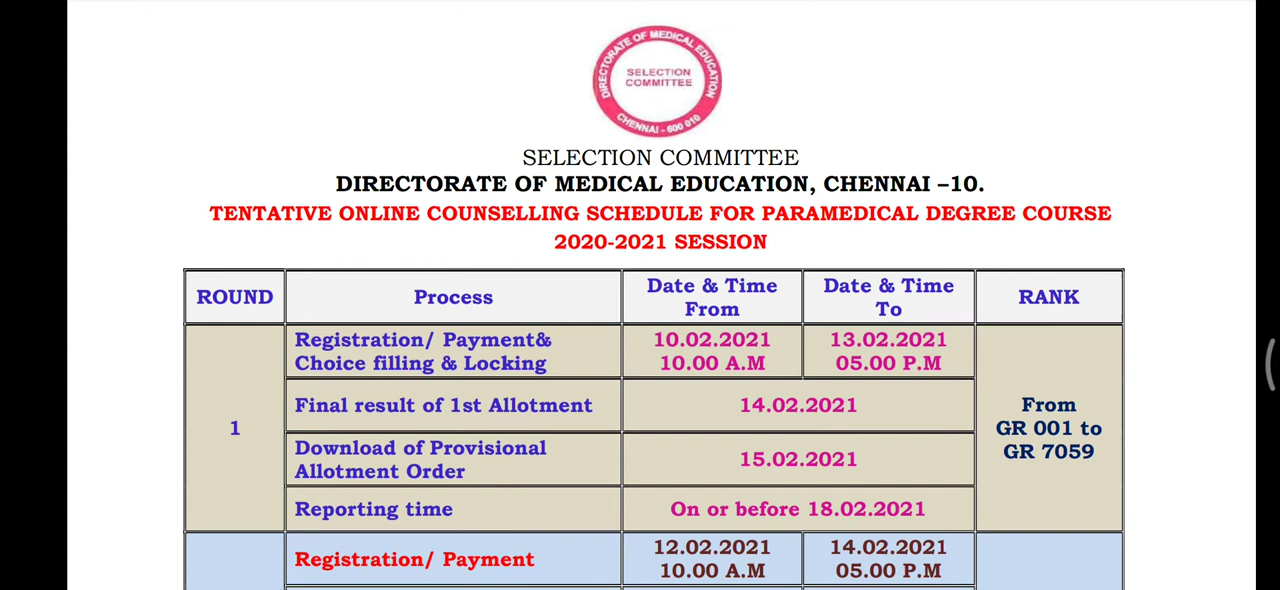 DIRECTORATE OF MEDICAL EDUCATION
SELECTION
COMMITTEE
CHENNAI - 600 010
SELECTION COMMITTEE
DIRECTORATE OF MEDICAL EDUCATION, CHENNAI –10.
TENTATIVE ONLINE COUNSELLING SCHEDULE FOR PARAMEDICAL DEGREE COURSE
2020-2021 SESSION
ROUND
Process
Date & Time
From
Date & Time
To
RANK
1
Registration/ Payment&
Choice filling & Locking
10.02.2021
10.00 A.M
13.02.2021
05.00 P.M
Final result of 1st Allotment
14.02.2021
Download of Provisional
Allotment Order
15.02.2021
Reporting time
On or before 18.02.2021
From
GR 001 to
GR 7059
Registration/ Payment
12.02.2021
10.00 A.M
14.02.2021
05.00 P.M